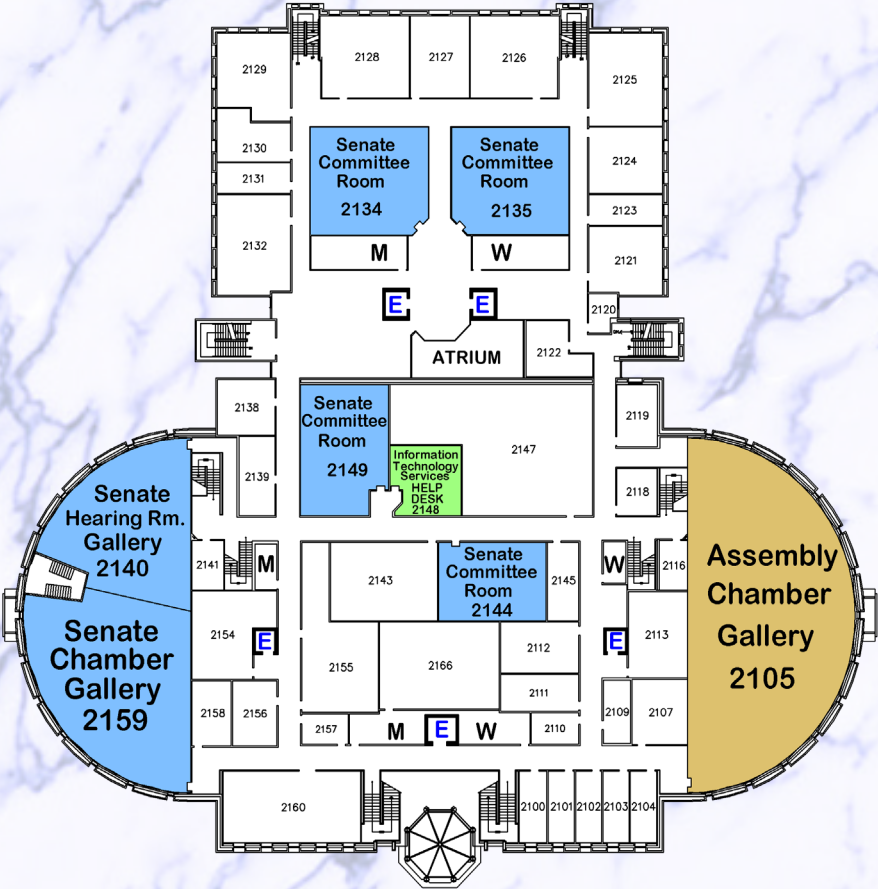 2128
2127
2126
2129
2125
Senate
Committee
Room
2134
Senate
Committee
Room
2135
2130
2124
2131
2123
2132
M
W
2121
E
E
2120
ATRIUM
2122
2138
Senate
Committee
Room
2149
2119
2147
Information
Technology
Services
HELP
DESK
2148
2139
2118
Senate
Hearing Rm.
Gallery
2140
2141
M
2143
Senate
Committee
Room
2144
2145
W
2116
Assembly
Chamber
Gallery
2105
Senate
Chamber
Gallery
2159
2154
E
2155
2166
2112
E
2113
2111
2158
2156
2109
2107
2157
M
E
W
2110
2160
2100
2101
2102
2103
2104